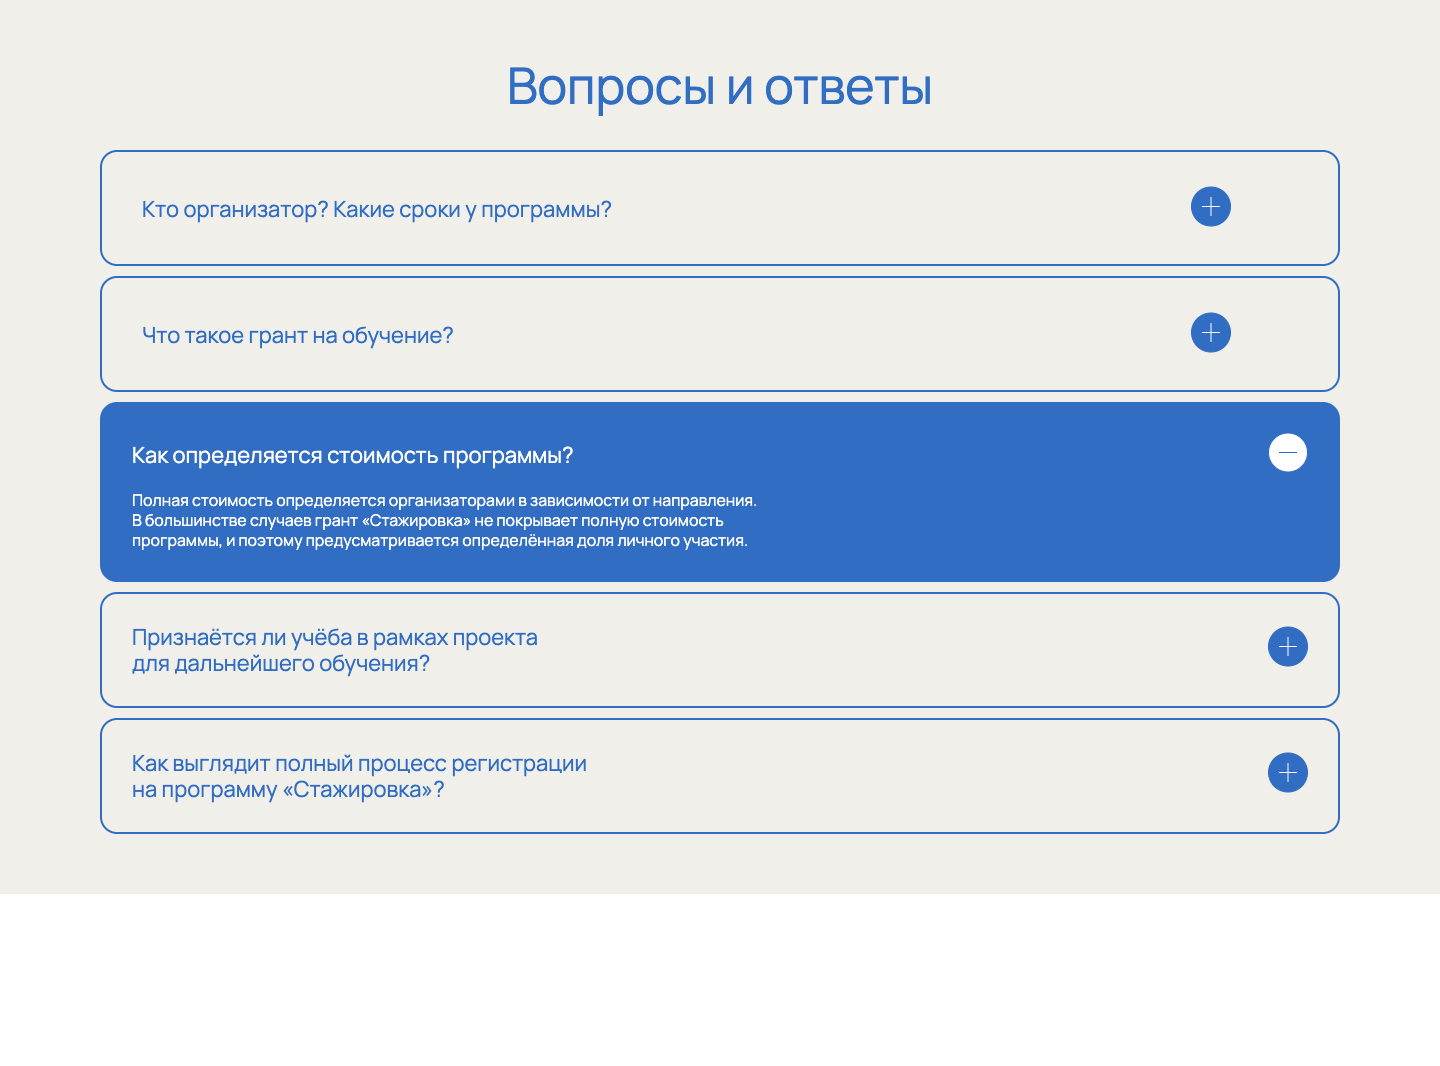 Вопросы и ответы
Кто организатор? Какие сроки у программы?
Что такое грант на обучение?
Как определяется стоимость программы?
Полная стоимость определяется организаторами в зависимости от направления.
В большинстве случаев грант «Стажировка» не покрывает полную стоимость
программы, и поэтому предусматривается определённая доля личного участия.
Признаётся ли учёба в рамках проекта
для дальнейшего обучения?
Как выглядит полный процесс регистрации
на программу «Стажировка»?